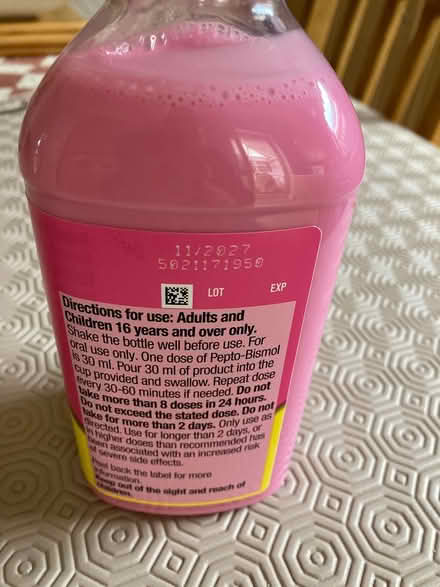 11/2027
5021171950
LOT EXP
Directions for use: Adults and
Children 16 years and over only.
Shake the bottle well before use. For
oral use only. One dose of Pepto-Bismol
is 30 ml. Pour 30 ml of product into the
cup provided and swallow. Repeat dose
every 30-60 minutes if needed. Do not
take more than 8 doses in 24 hours.
Do not exceed the stated dose. Do not
take for more than 2 days. Only use as
directed. Use for longer than 2 days, or
in higher doses than recommended has
been associated with an increased risk
of severe side effects.
Peel back the label for more
information.
Keep out of the sight and reach of
children.